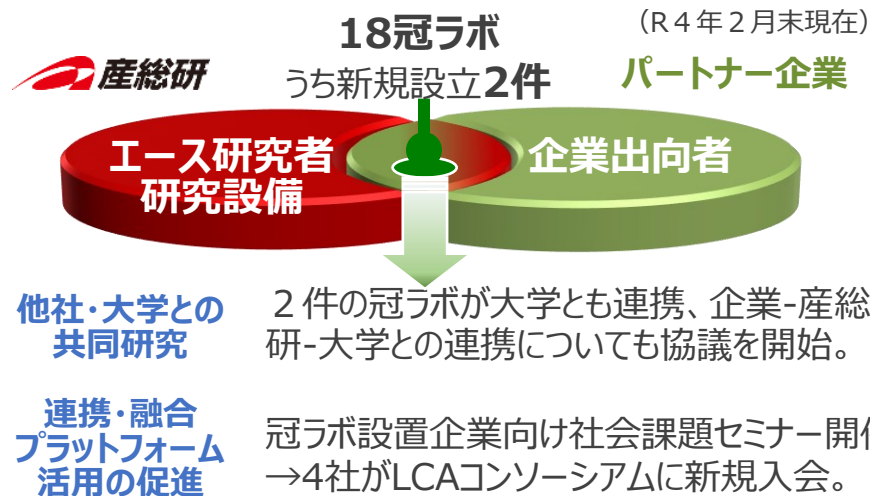 18冠ラボ
（R４年２月末現在）
産総研
うち新規設立2件
パートナー企業
エース研究者
研究設備
企業出向者
他社・大学との
共同研究
２件の冠ラボが大学とも連携、企業-産総
研-大学との連携についても協議を開始。
連携・融合
プラットフォーム
活用の促進
冠ラボ設置企業向け社会課題セミナー開
→4社がLCAコンソーシアムに新規入会。